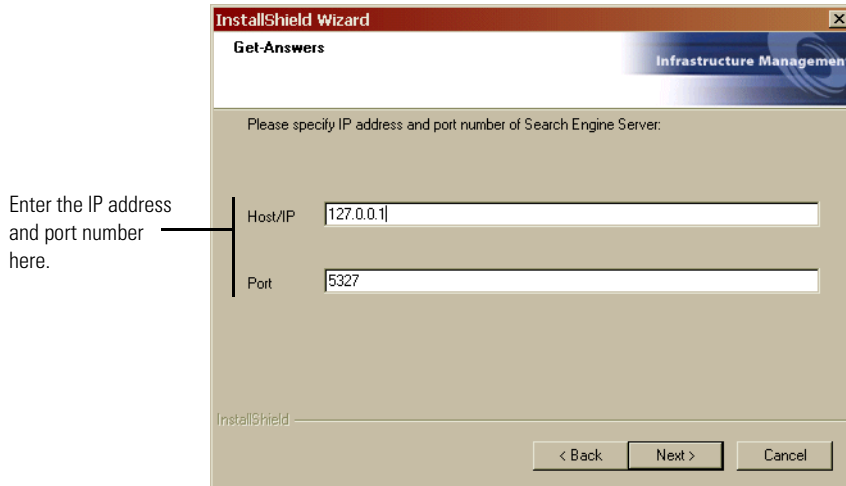 InstallShield Wizard
Get-Answers
Infrastructure Managemen
Please specify IP address and port number of Search Engine Server:
Enter the IP address
and port number
here.
Host/IP 127.0.0.1
Port 5327
InstallShield
< Back Next > Cancel